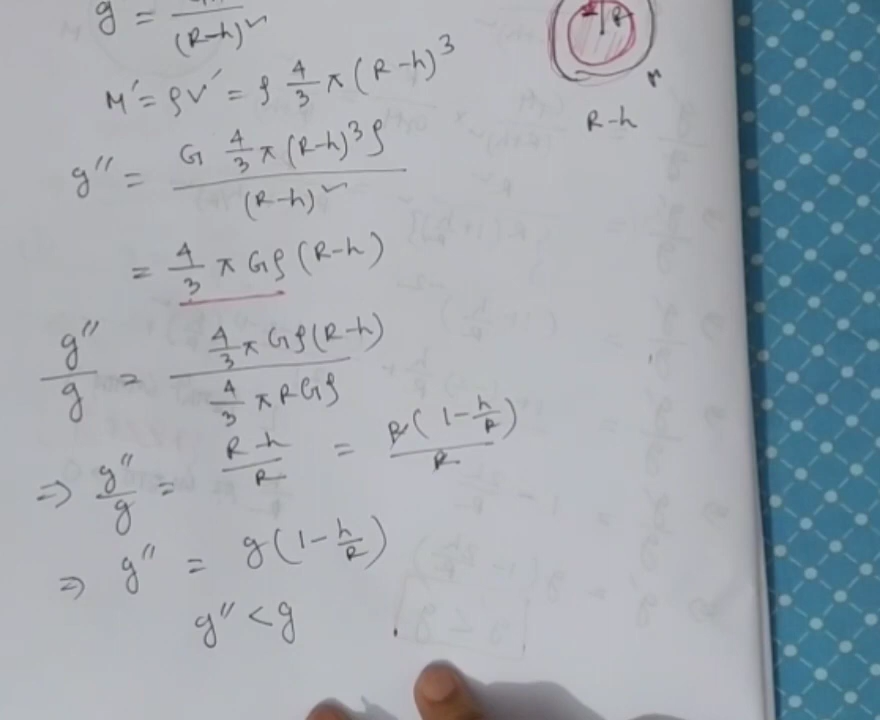 g = /(R-h)²
M
R-h
M' = ρv' = ρ 4/3 π (R-h)³
g'' = G 4/3 π (R-h)³ ρ / (R-h)²
= 4/3 π Gρ (R-h)
g''/g = 4/3 π Gρ(R-h) / 4/3 π R Gρ
⇒ g''/g = R-h/R = R(1-h/R)/R
⇒ g'' = g(1-h/R)
g'' < g